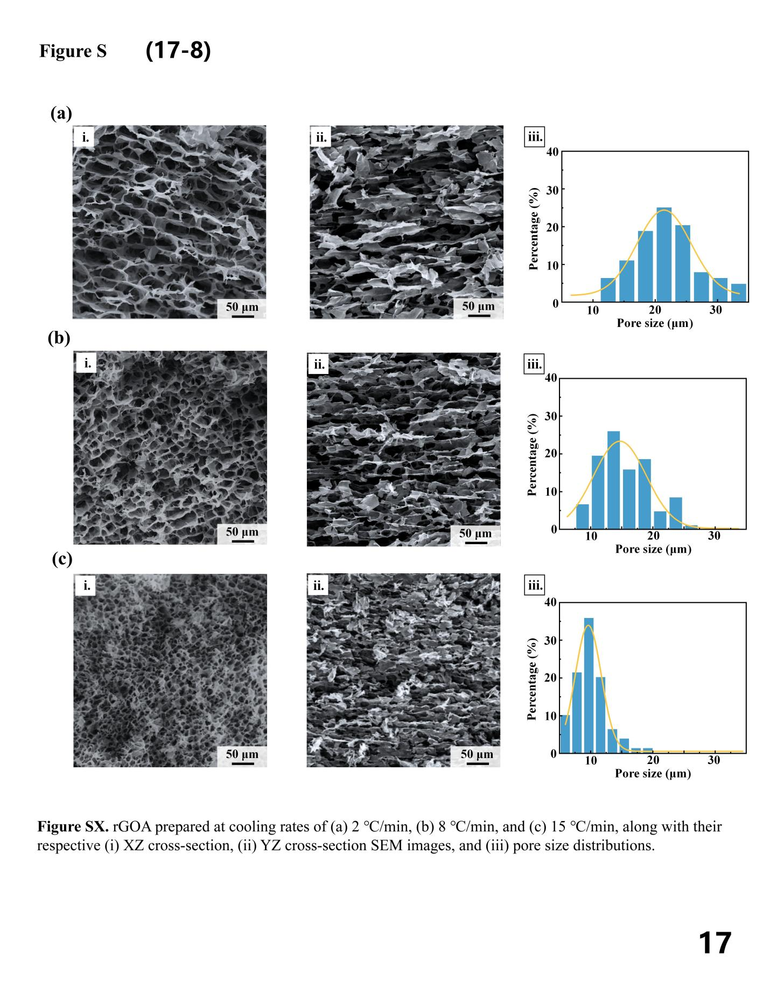 Figure S (17-8)
(a)
i.
50 μm
ii.
50 μm
iii.
40
30
20
10
0
Percentage (%)
10 20 30
Pore size (μm)
(b)
i.
50 μm
ii.
50 μm
iii.
40
30
20
10
0
Percentage (%)
10 20 30
Pore size (μm)
(c)
i.
50 μm
ii.
50 μm
iii.
40
30
20
10
0
Percentage (%)
10 20 30
Pore size (μm)
Figure SX. rGOA prepared at cooling rates of (a) 2 °C/min, (b) 8 °C/min, and (c) 15 °C/min, along with their
respective (i) XZ cross-section, (ii) YZ cross-section SEM images, and (iii) pore size distributions.
17